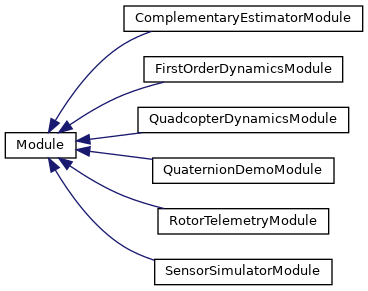 ComplementaryEstimatorModule
FirstOrderDynamicsModule
QuadcopterDynamicsModule
Module
QuaternionDemoModule
RotorTelemetryModule
SensorSimulatorModule